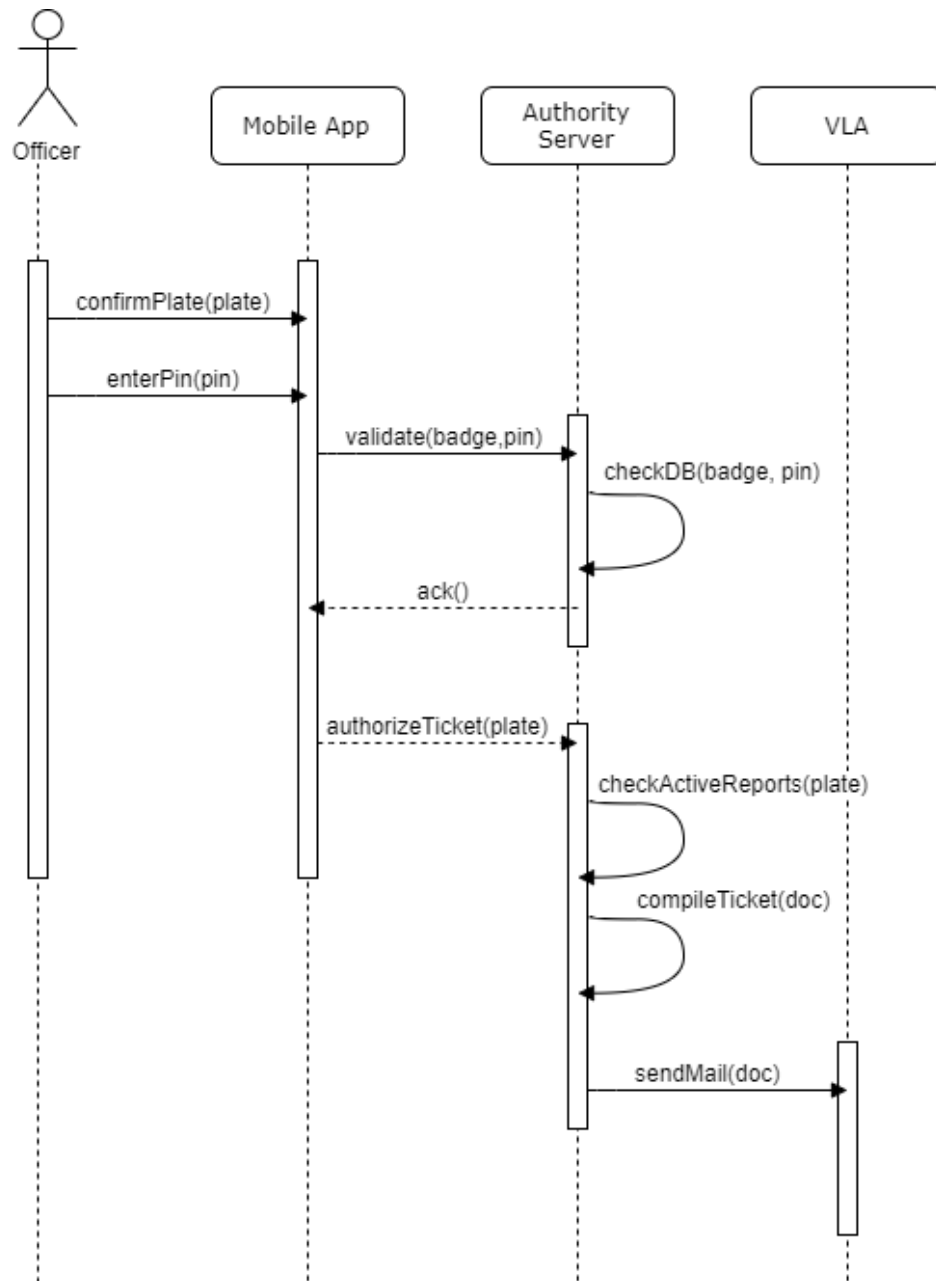 Officer
Mobile App
Authority
Server
VLA
confirmPlate(plate)
enterPin(pin)
validate(badge,pin)
checkDB(badge, pin)
ack()
authorizeTicket(plate)
checkActiveReports(plate)
compileTicket(doc)
sendMail(doc)